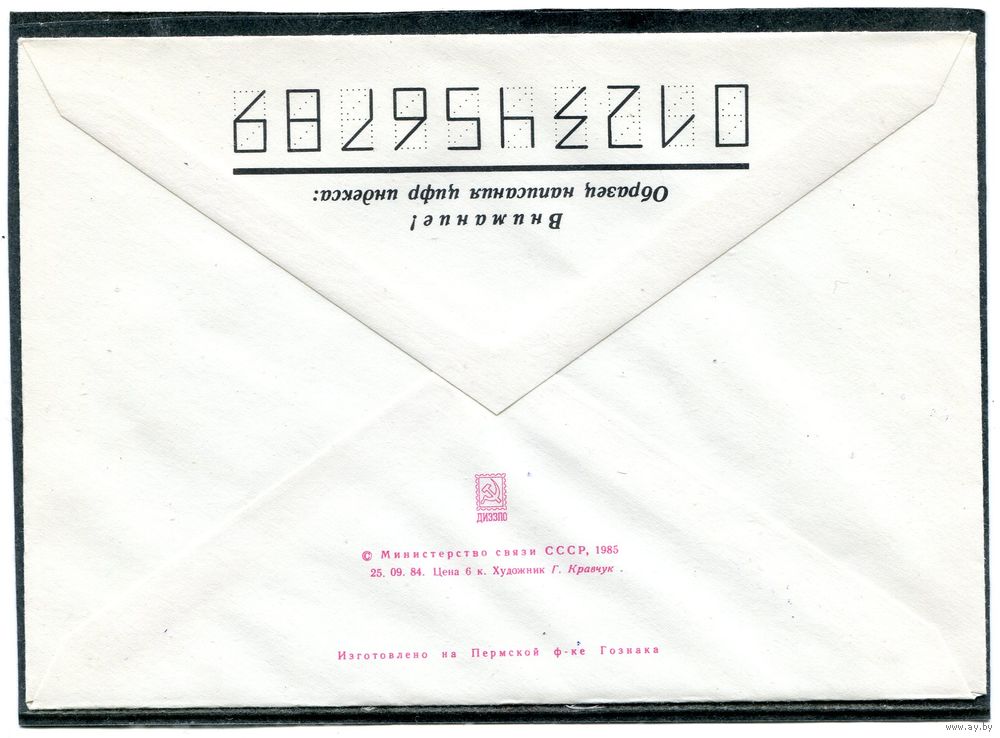 Внимание!
Образец написания цифр индекса:
0123456789
ДИЭЗПО
© Министерство связи СССР, 1985
25. 09. 84. Цена 6 к. Художник Г. Кравчук .
Изготовлено на Пермской ф-ке Гознака
www.ay.by